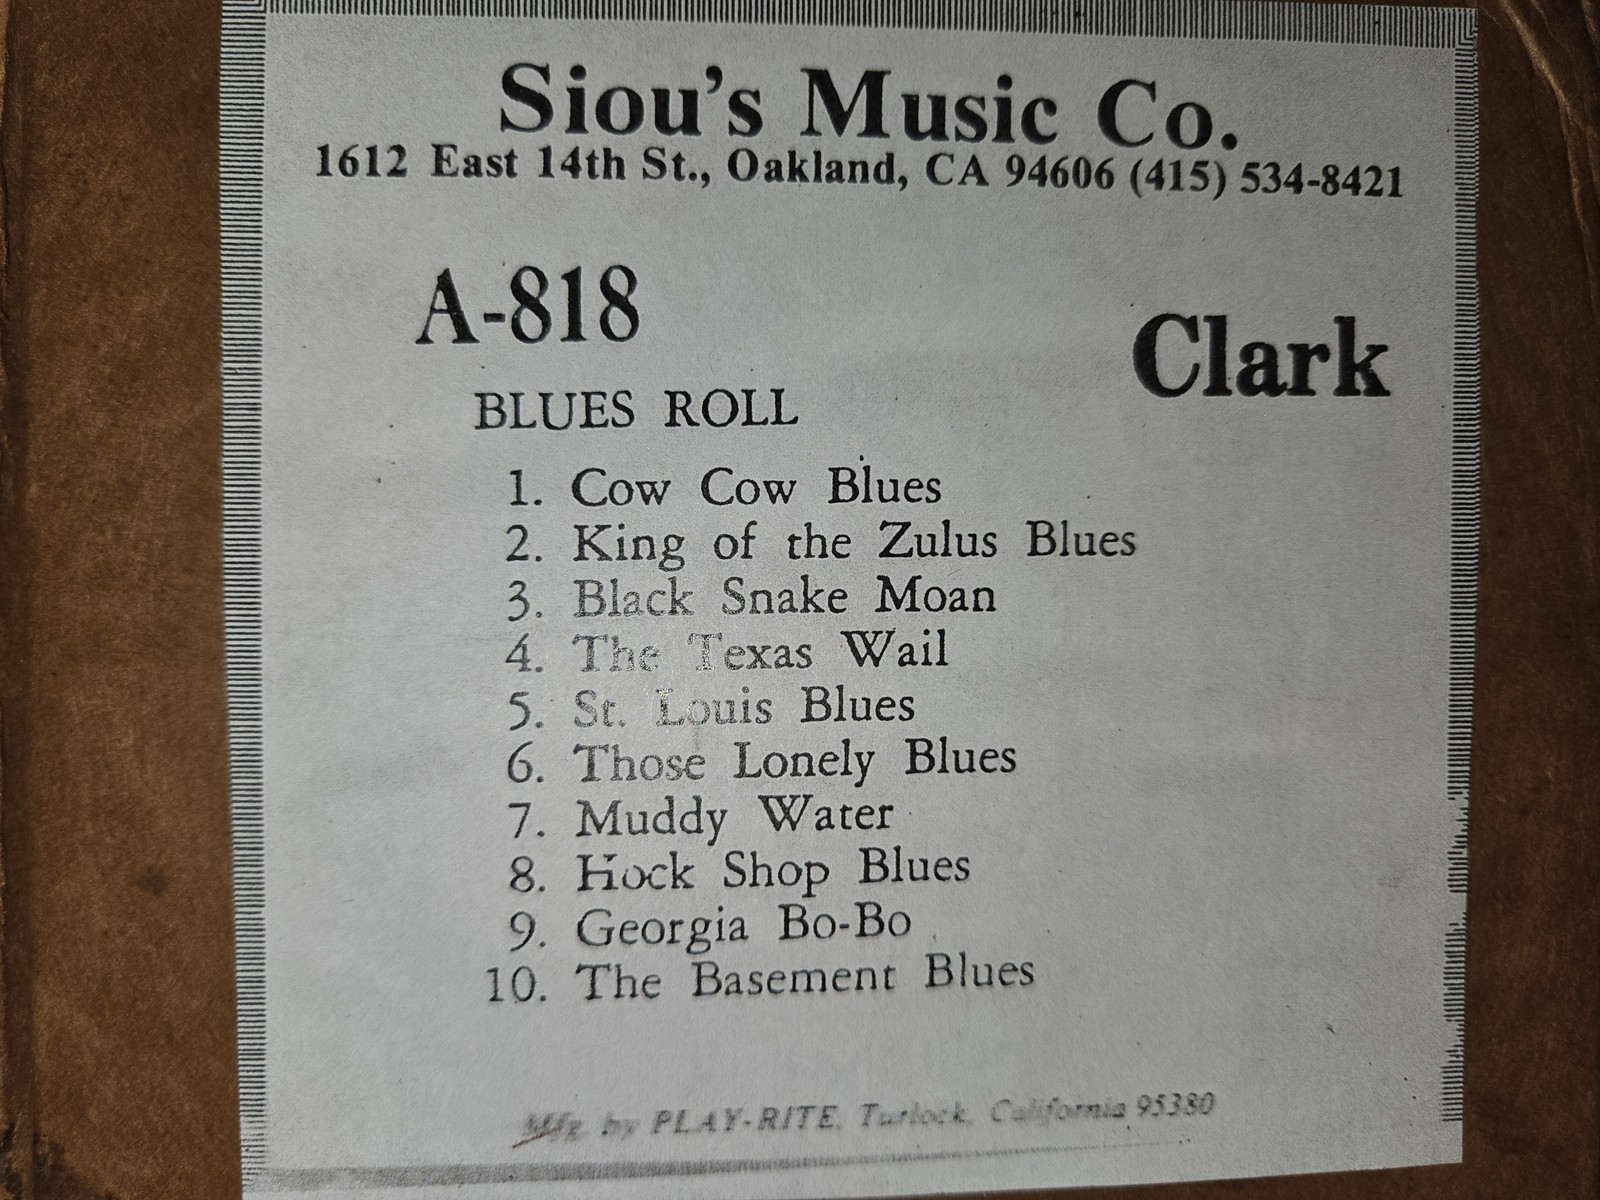 Siou's Music Co.
1612 East 14th St., Oakland, CA 94606 (415) 534-8421
A-818
Clark
BLUES ROLL
1. Cow Cow Blues
2. King of the Zulus Blues
3. Black Snake Moan
4. The Texas Wail
5. St. Louis Blues
6. Those Lonely Blues
7. Muddy Water
8. Hock Shop Blues
9. Georgia Bo-Bo
10. The Basement Blues
Mfg. by PLAY-RITE, Turlock, California 95380